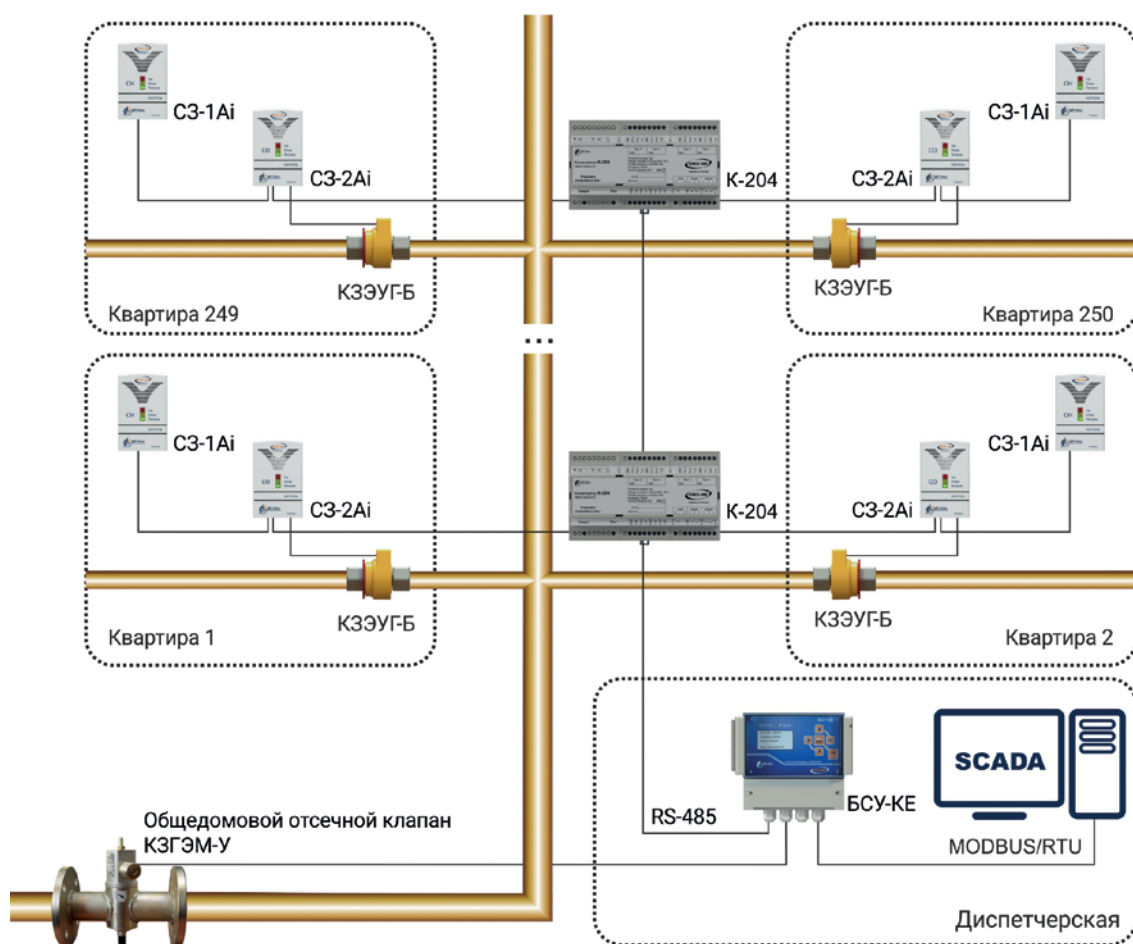 СЗ-1Ai
СЗ-2Ai
КЗЭУГ-Б
Квартира 249
К-204
СЗ-1Ai
СЗ-2Ai
КЗЭУГ-Б
Квартира 250
...
СЗ-1Ai
СЗ-2Ai
КЗЭУГ-Б
Квартира 1
К-204
СЗ-1Ai
СЗ-2Ai
КЗЭУГ-Б
Квартира 2
Общедомовой отсечной клапан
КЗГЭМ-У
RS-485
БСУ-КЕ
SCADA
MODBUS/RTU
Диспетчерская